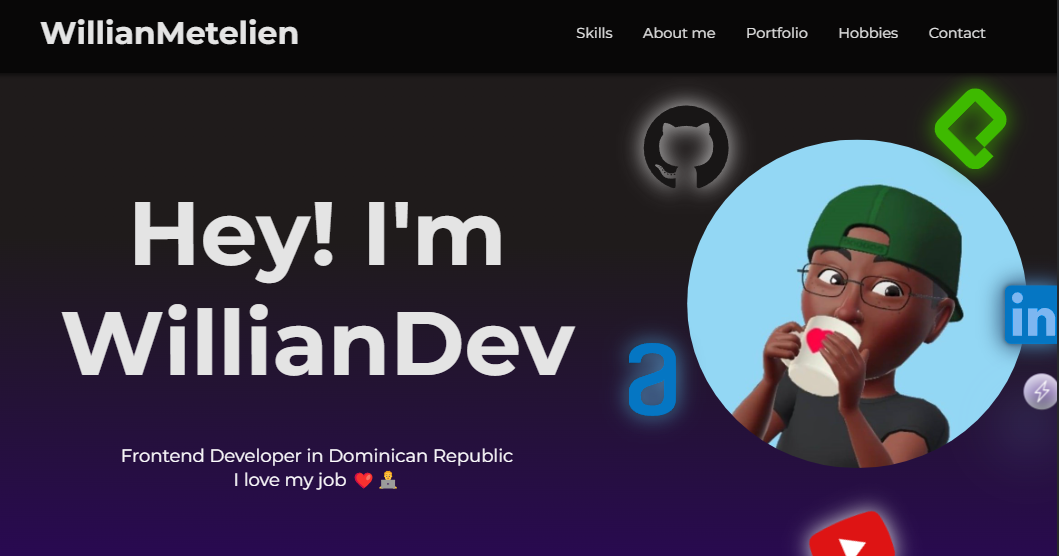 WillianMetelien
Skills About me Portfolio Hobbies Contact
Hey! I'm
WillianDev
Frontend Developer in Dominican Republic
I love my job ❤️ 👨‍💻
a
in